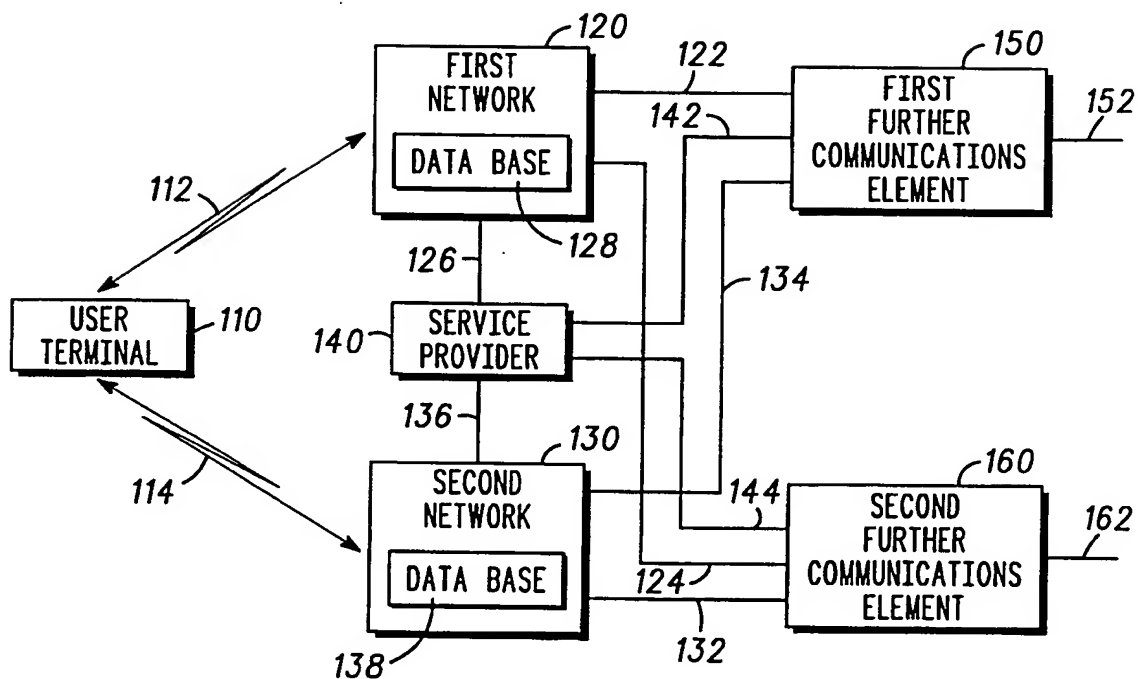 120
FIRST
NETWORK
DATA BASE
128
122
142
150
FIRST
FURTHER
COMMUNICATIONS
ELEMENT
152
112
126
134
USER
TERMINAL
110
140
SERVICE
PROVIDER
136
130
114
SECOND
NETWORK
DATA BASE
138
144
124
132
160
SECOND
FURTHER
COMMUNICATIONS
ELEMENT
162